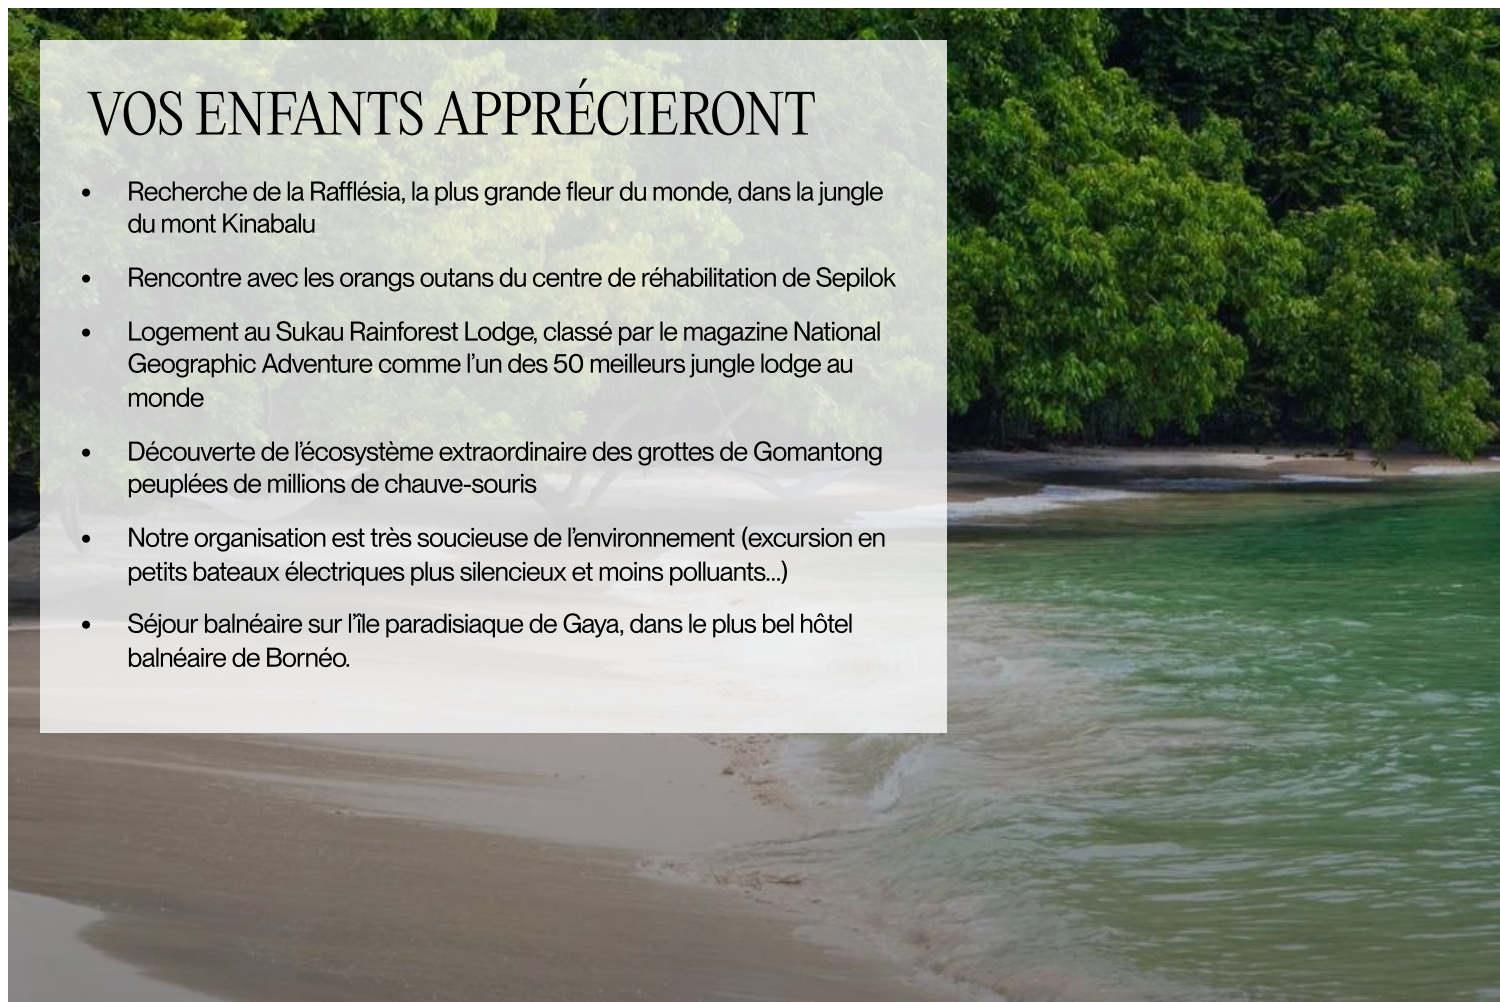 VOS ENFANTS APPRÉCIERONT
• Recherche de la Rafflésia, la plus grande fleur du monde, dans la jungle
du mont Kinabalu
• Rencontre avec les orangs outans du centre de réhabilitation de Sepilok
• Logement au Sukau Rainforest Lodge, classé par le magazine National
Geographic Adventure comme l’un des 50 meilleurs jungle lodge au
monde
• Découverte de l’écosystème extraordinaire des grottes de Gomantong
peuplées de millions de chauve-souris
• Notre organisation est très soucieuse de l’environnement (excursion en
petits bateaux électriques plus silencieux et moins polluants...)
• Séjour balnéaire sur l’île paradisiaque de Gaya, dans le plus bel hôtel
balnéaire de Bornéo.